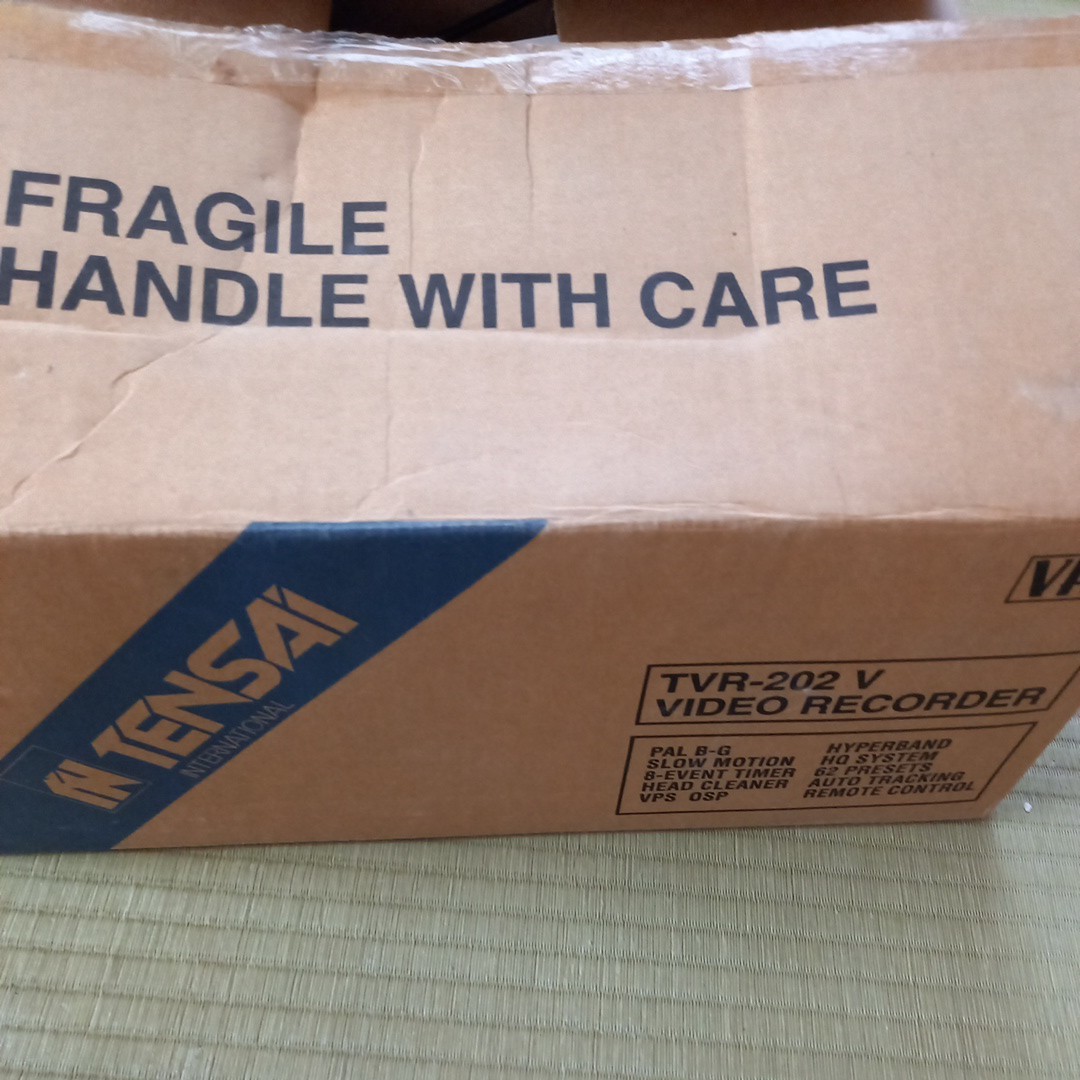 FRAGILE
HANDLE WITH CARE
TENSAI
INTERNATIONAL
TVR-202 V
VIDEO RECORDER
PAL B-G
SLOW MOTION
8-EVENT TIMER
HEAD CLEANER
VPS OSP
HYPERBAND
HQ SYSTEM
62 PRESETS
AUTO TRACKING
REMOTE CONTROL